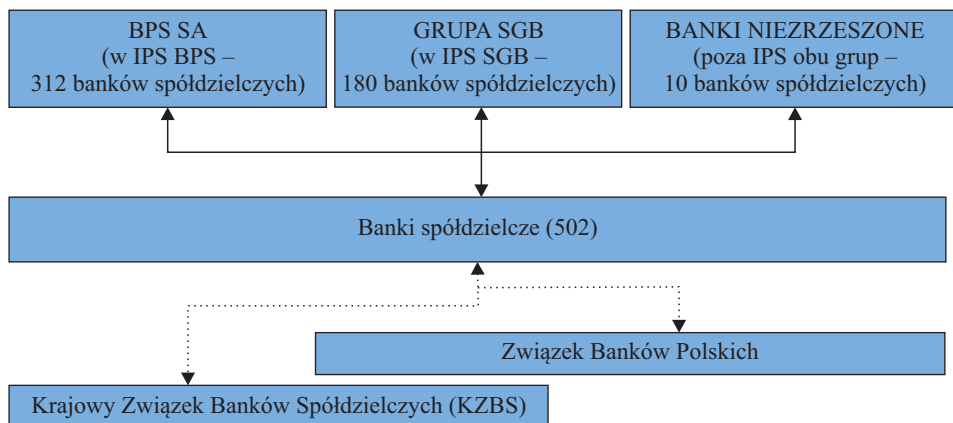 BPS SA
(w IPS BPS –
312 banków spółdzielczych)
GRUPA SGB
(w IPS SGB –
180 banków spółdzielczych)
BANKI NIEZRZESZONE
(poza IPS obu grup –
10 banków spółdzielczych)
Banki spółdzielcze (502)
Związek Banków Polskich
Krajowy Związek Banków Spółdzielczych (KZBS)